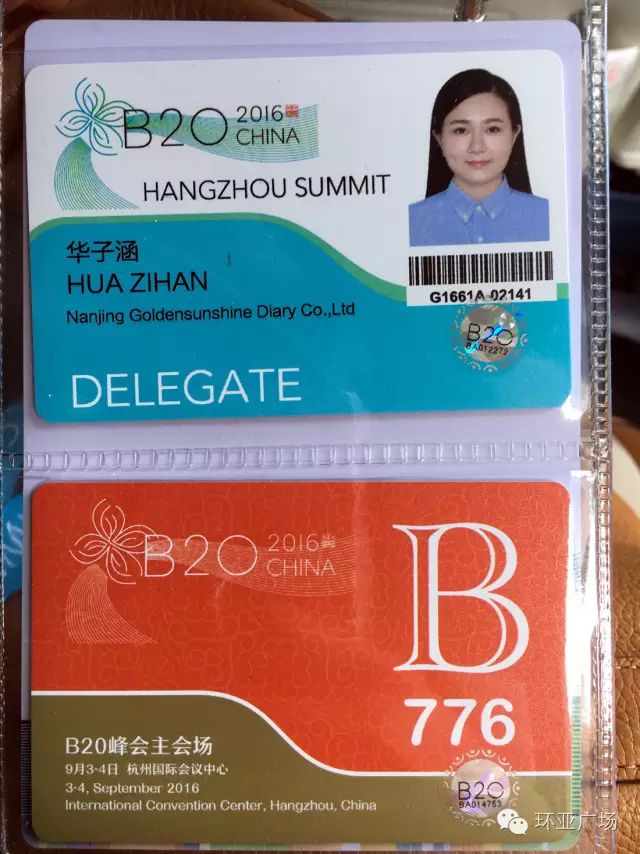 B20 2016
CHINA
HANGZHOU SUMMIT
华子涵
HUA ZIHAN
Nanjing Goldensunshine Diary Co.,Ltd
G1661A 02141
B20
BA012272
DELEGATE
B20 2016
CHINA
B
776
B20峰会主会场
9月3-4日 杭州国际会议中心
3-4, September 2016
International Convention Center, Hangzhou, China
B20
BA014753
环亚广场